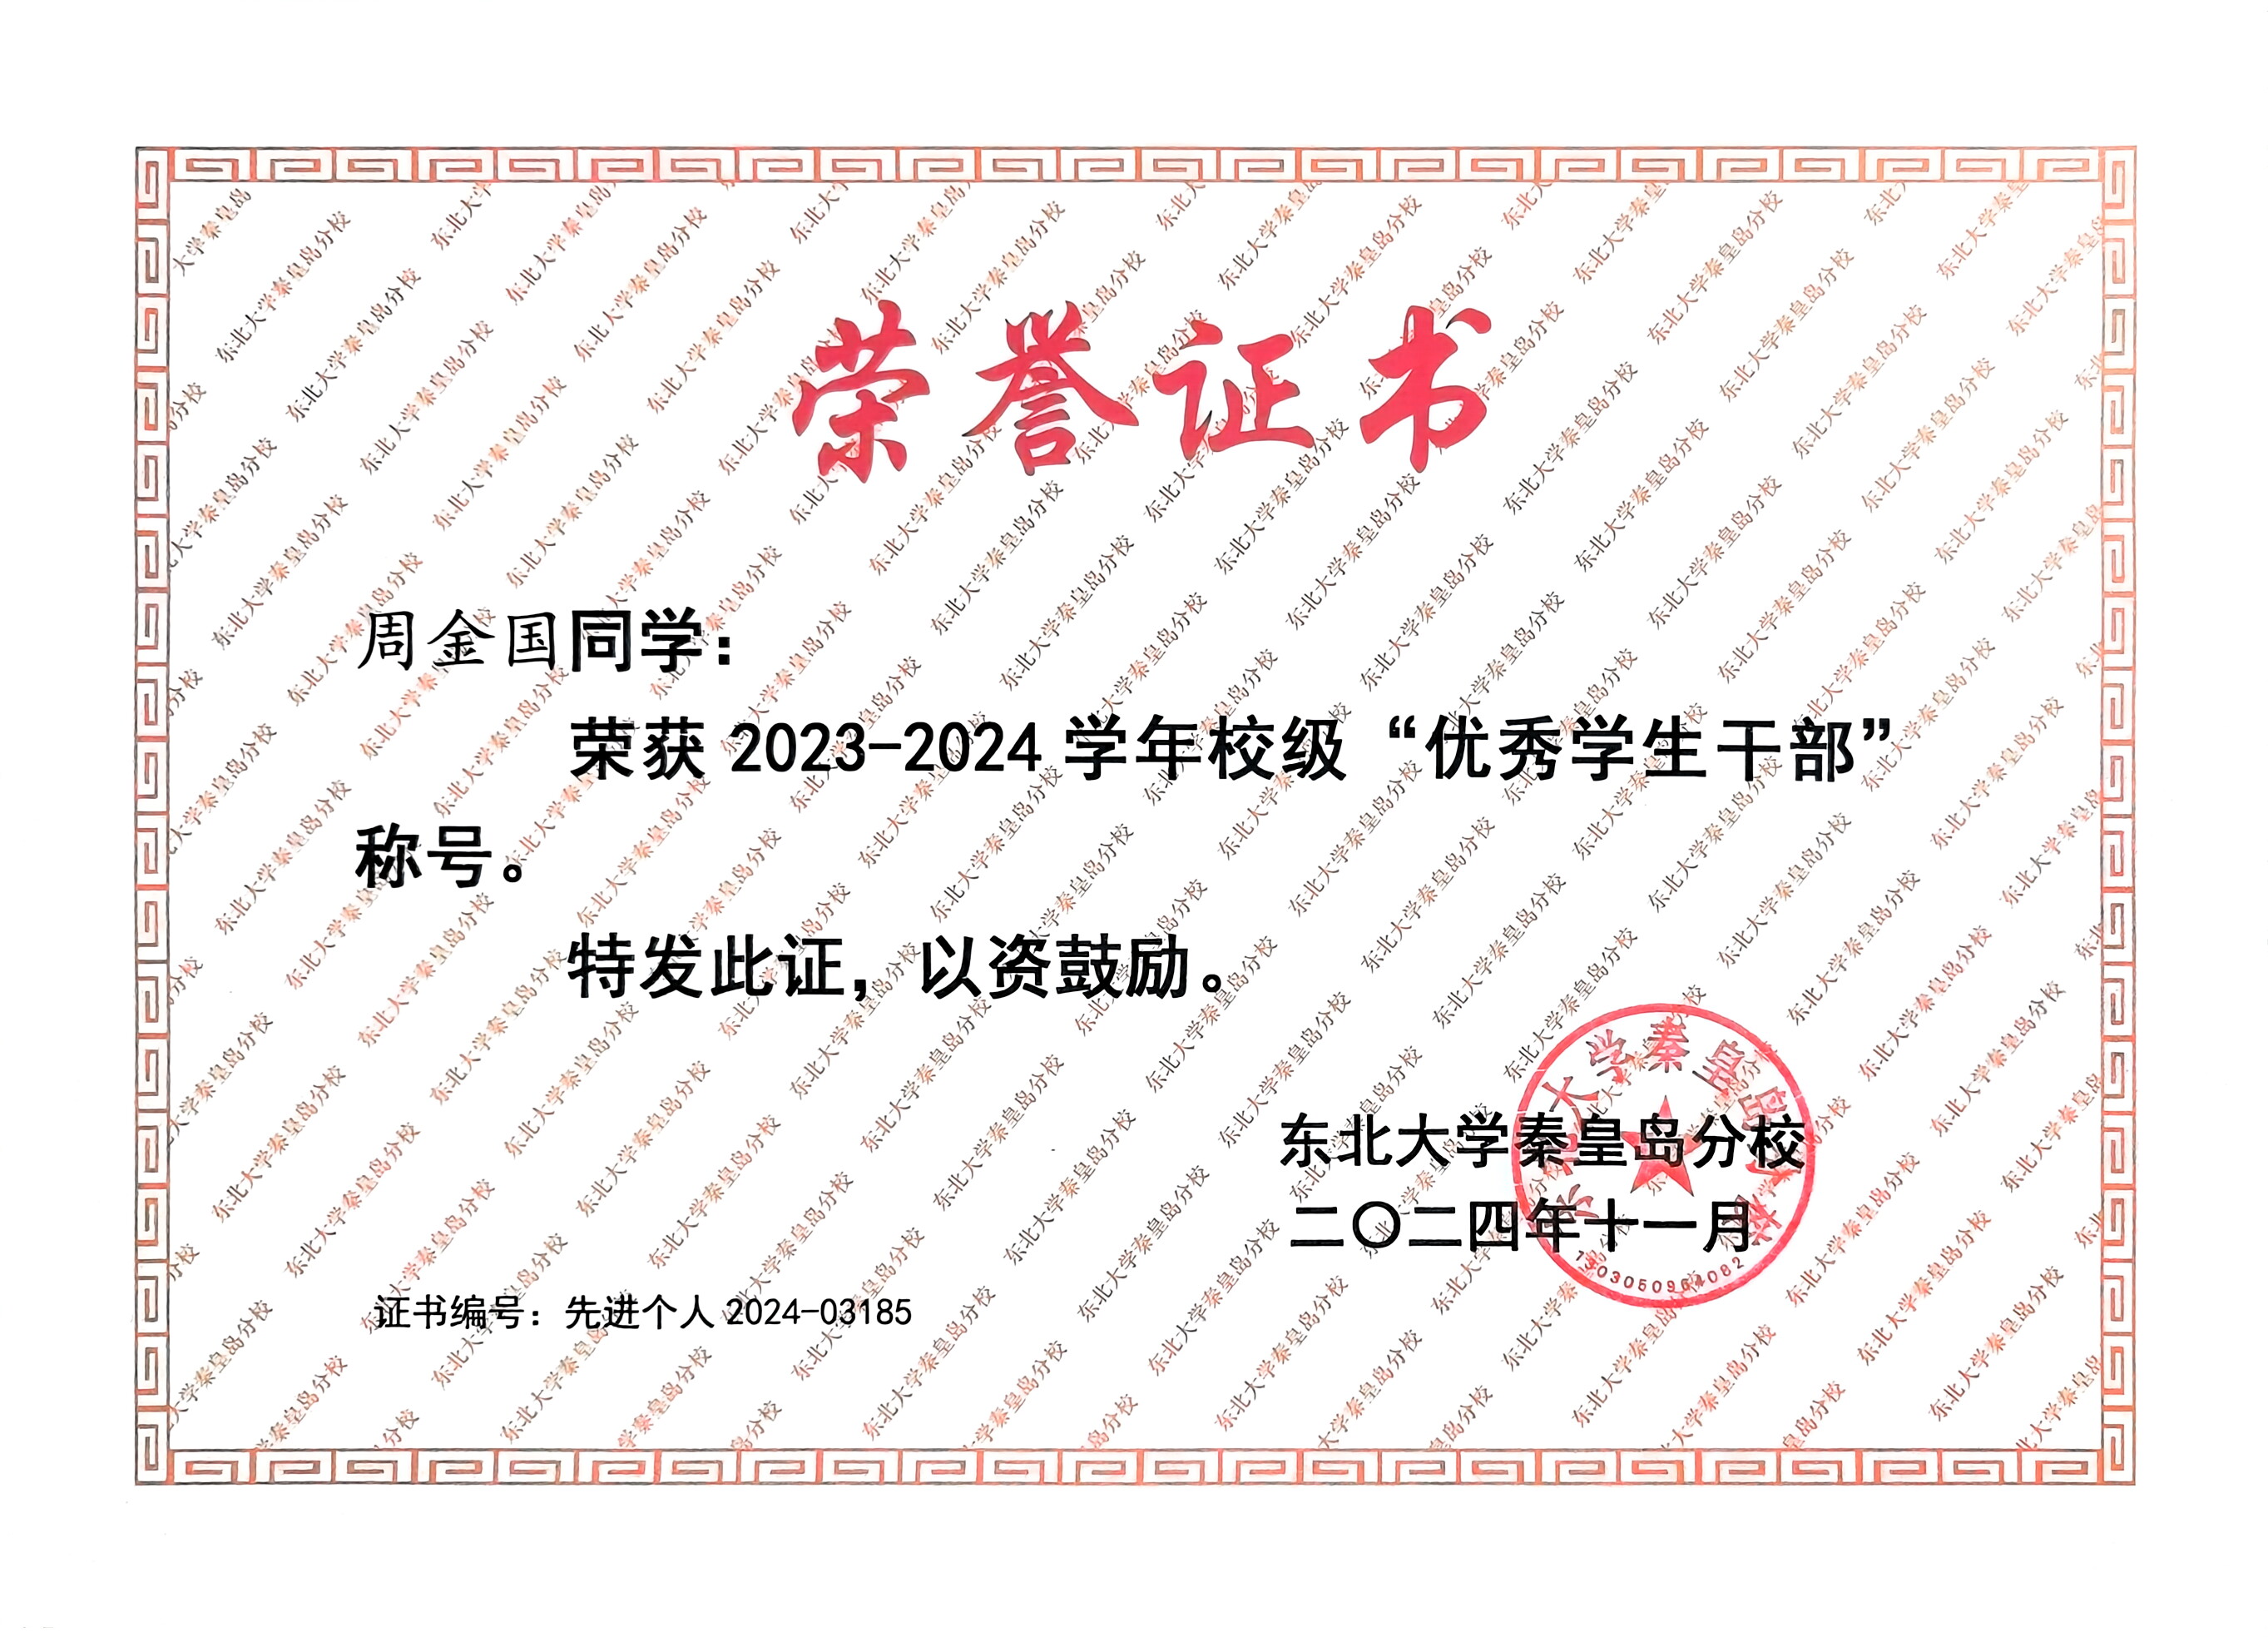 荣誉证书
周金国同学：
荣获 2023-2024 学年校级“优秀学生干部”
称号。
特发此证，以资鼓励。
东北大学秦皇岛分校
二〇二四年十一月
证书编号：先进个人 2024-03185
东北大学秦皇岛分校